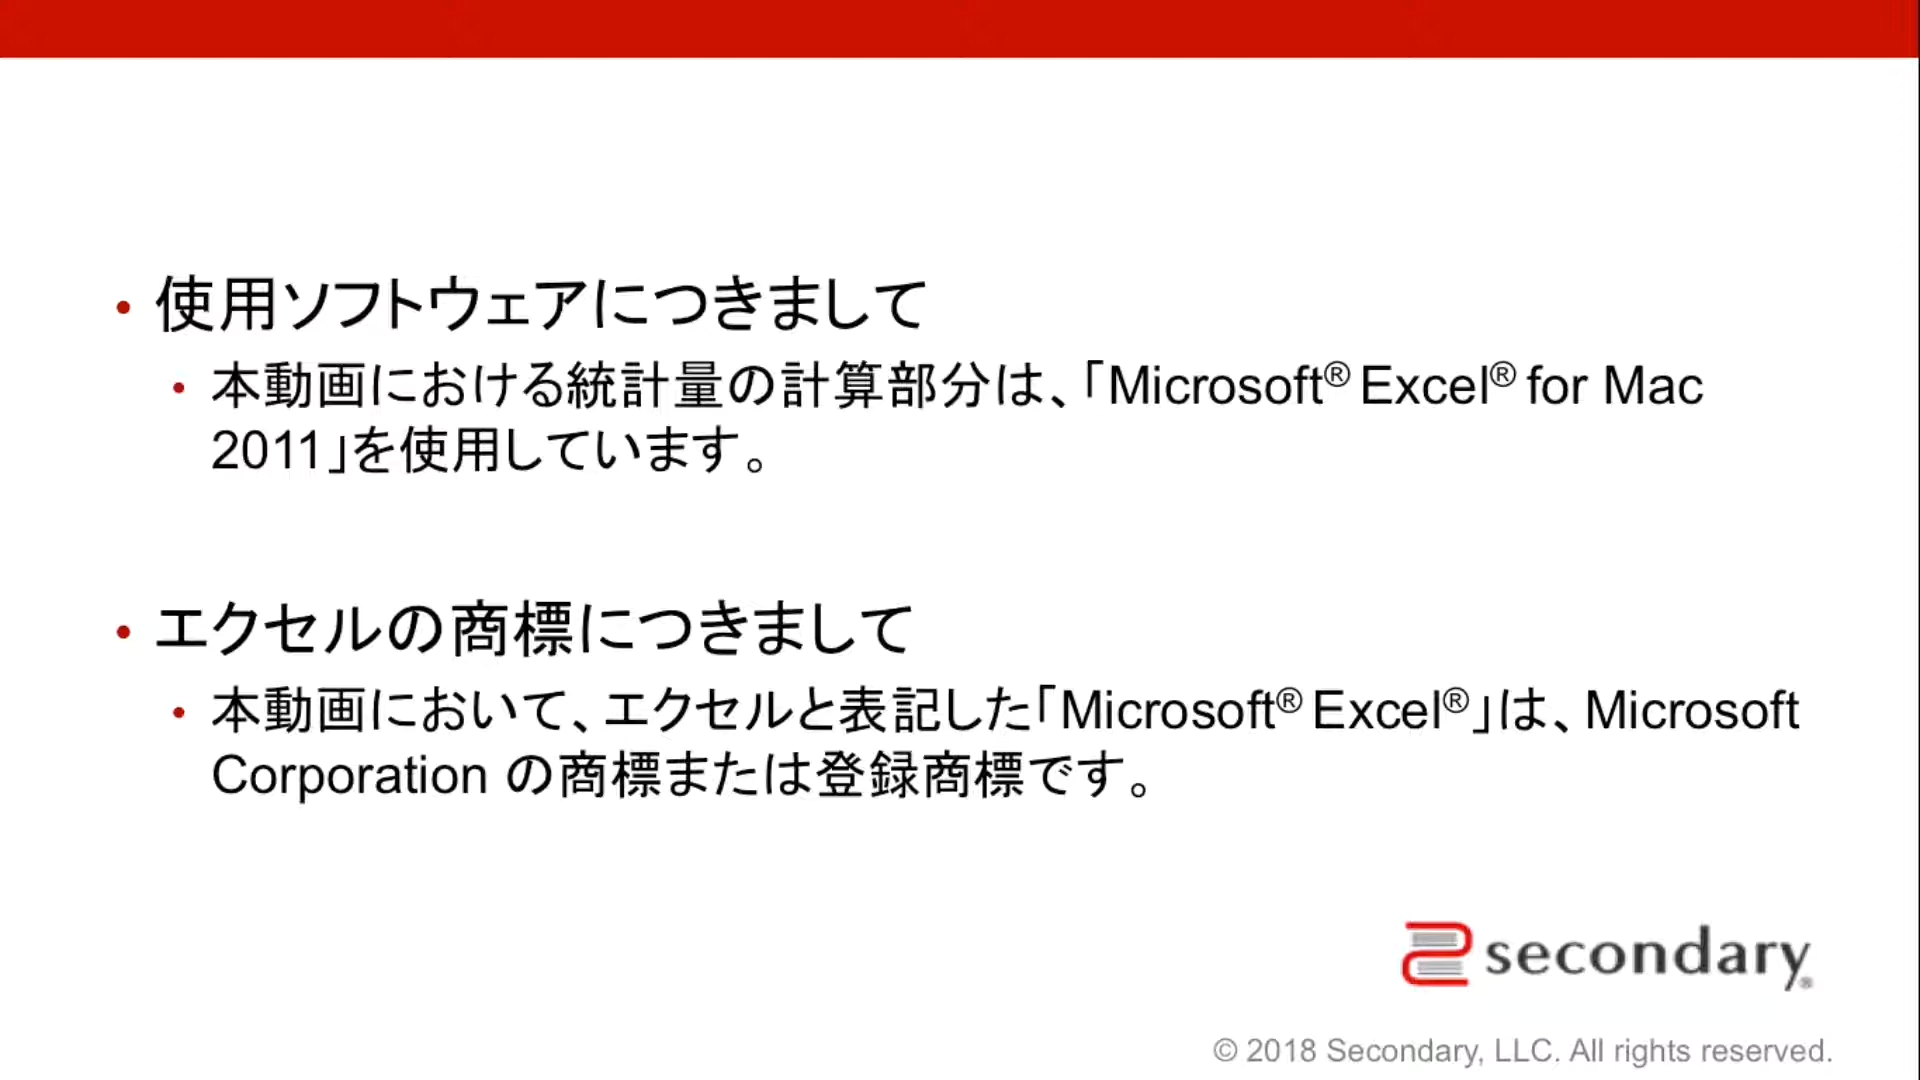 • 使用ソフトウェアにつきまして
• 本動画における統計量の計算部分は、「Microsoft® Excel® for Mac
2011」を使用しています。
• エクセルの商標につきまして
• 本動画において、エクセルと表記した「Microsoft® Excel®」は、Microsoft
Corporation の商標または登録商標です。
secondary®
© 2018 Secondary, LLC. All rights reserved.